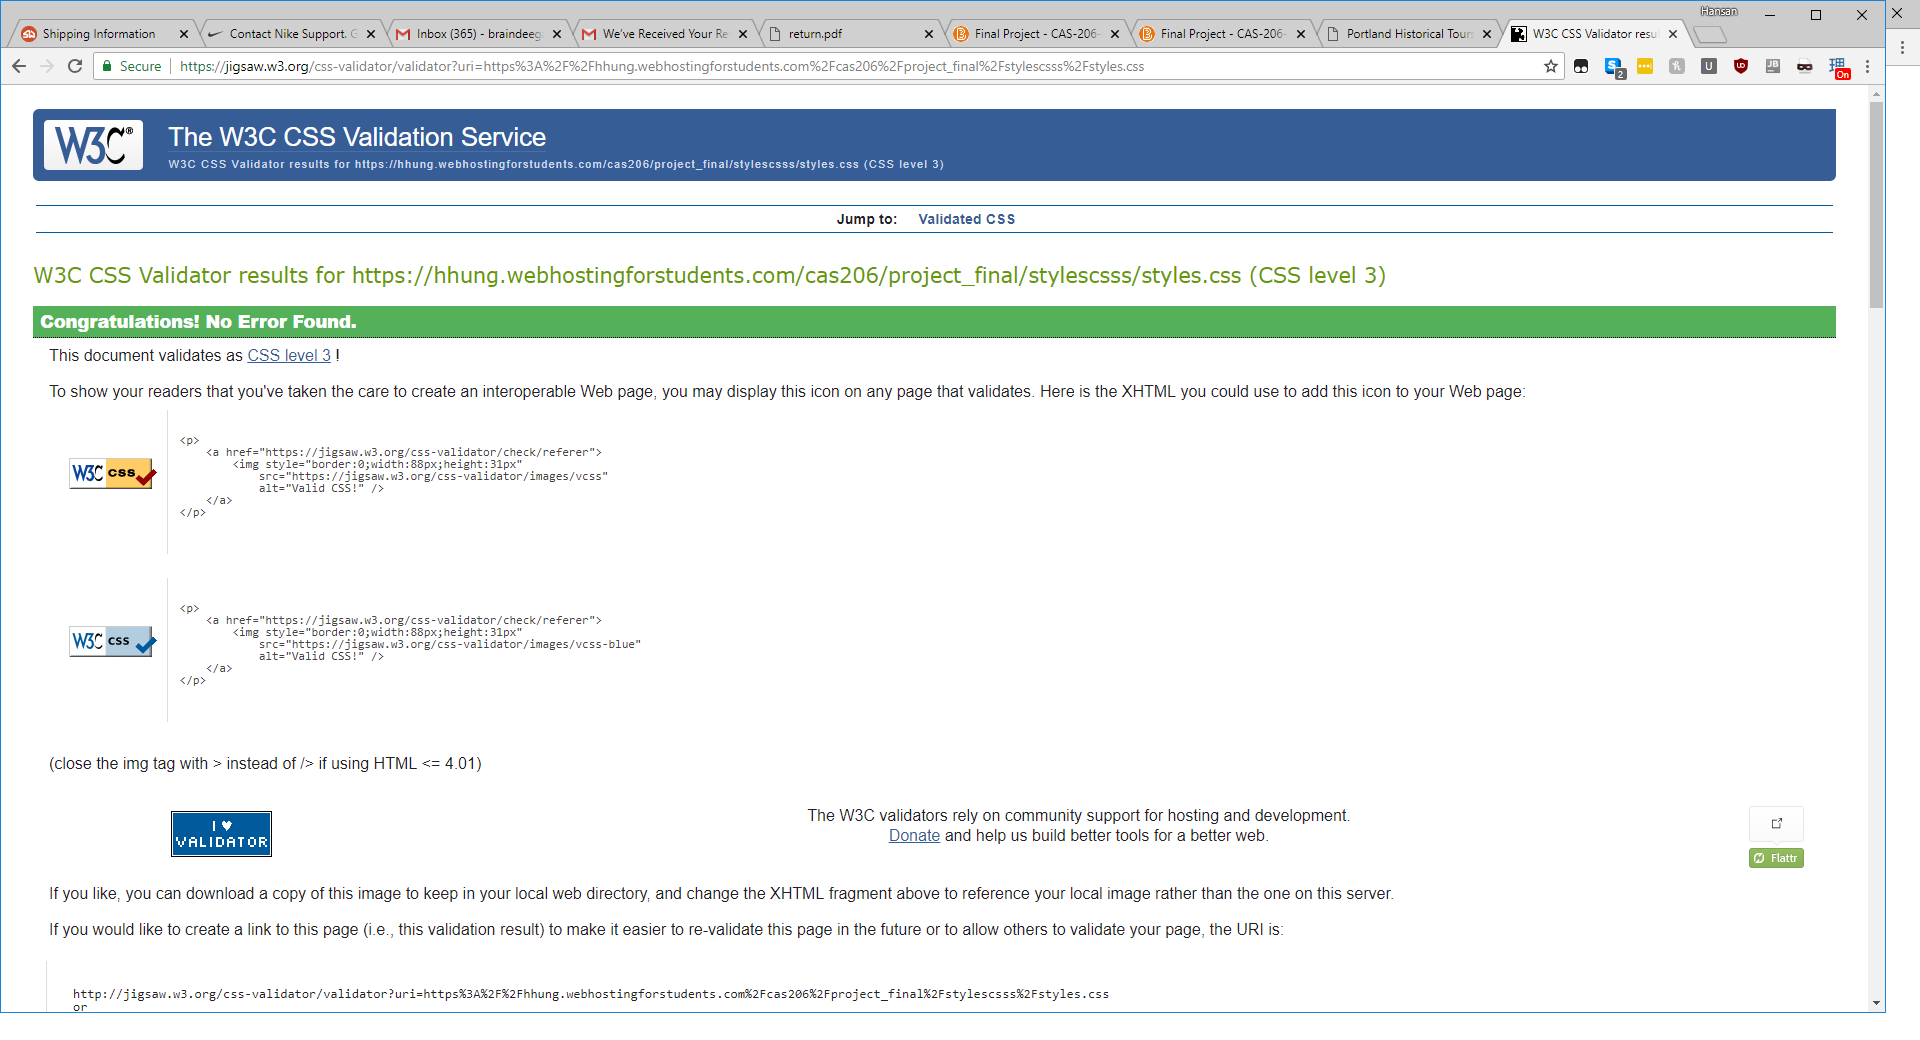 Hansan
Shipping Information
Contact Nike Support. G
Inbox (365) - braindeeg
We've Received Your Re
return.pdf
Final Project - CAS-206-
Final Project - CAS-206-
Portland Historical Tours
W3C CSS Validator resul
Secure https://jigsaw.w3.org/css-validator/validator?uri=https%3A%2F%2Fhhung.webhostingforstudents.com%2Fcas206%2Fproject_final%2Fstylescsss%2Fstyles.css
2
U
JB
On
W3C®
The W3C CSS Validation Service
W3C CSS Validator results for https://hhung.webhostingforstudents.com/cas206/project_final/stylescsss/styles.css (CSS level 3)
Jump to: Validated CSS
W3C CSS Validator results for https://hhung.webhostingforstudents.com/cas206/project_final/stylescsss/styles.css (CSS level 3)
Congratulations! No Error Found.
This document validates as CSS level 3 !
To show your readers that you've taken the care to create an interoperable Web page, you may display this icon on any page that validates. Here is the XHTML you could use to add this icon to your Web page:
W3C css
<p>
<a href="https://jigsaw.w3.org/css-validator/check/referer">
<img style="border:0;width:88px;height:31px"
src="https://jigsaw.w3.org/css-validator/images/vcss"
alt="Valid CSS!" />
</a>
</p>
W3C css
<p>
<a href="https://jigsaw.w3.org/css-validator/check/referer">
<img style="border:0;width:88px;height:31px"
src="https://jigsaw.w3.org/css-validator/images/vcss-blue"
alt="Valid CSS!" />
</a>
</p>
(close the img tag with > instead of /> if using HTML <= 4.01)
I ♥
VALIDATOR
The W3C validators rely on community support for hosting and development.
Donate and help us build better tools for a better web.
Flattr
If you like, you can download a copy of this image to keep in your local web directory, and change the XHTML fragment above to reference your local image rather than the one on this server.
If you would like to create a link to this page (i.e., this validation result) to make it easier to re-validate this page in the future or to allow others to validate your page, the URI is:
http://jigsaw.w3.org/css-validator/validator?uri=https%3A%2F%2Fhhung.webhostingforstudents.com%2Fcas206%2Fproject_final%2Fstylescsss%2Fstyles.css
or